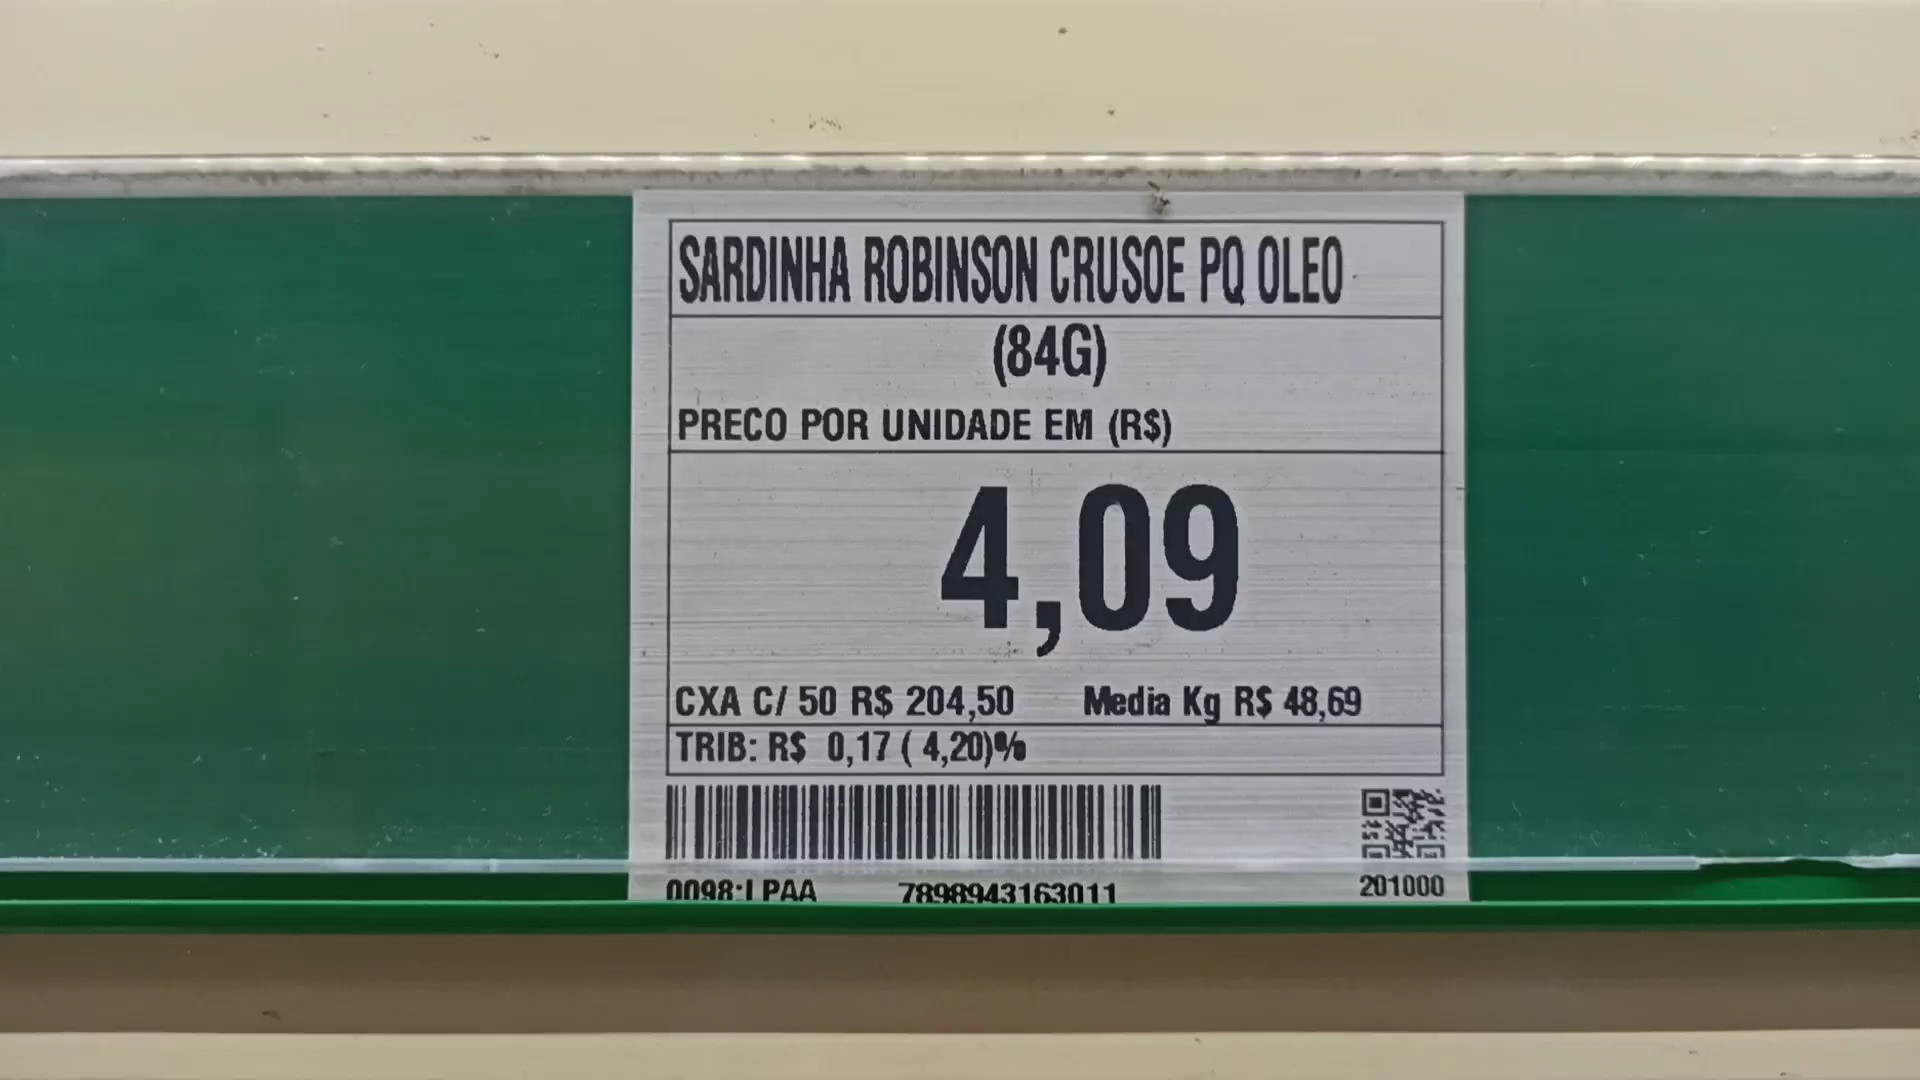 SARDINHA ROBINSON CRUSOE PQ OLEO
(84G)
PRECO POR UNIDADE EM (R$)
4,09
CXA C/ 50 R$ 204,50 Media Kg R$ 48,69
TRIB: R$ 0,17 ( 4,20)%
0098:LPAA 7898943163011 201000